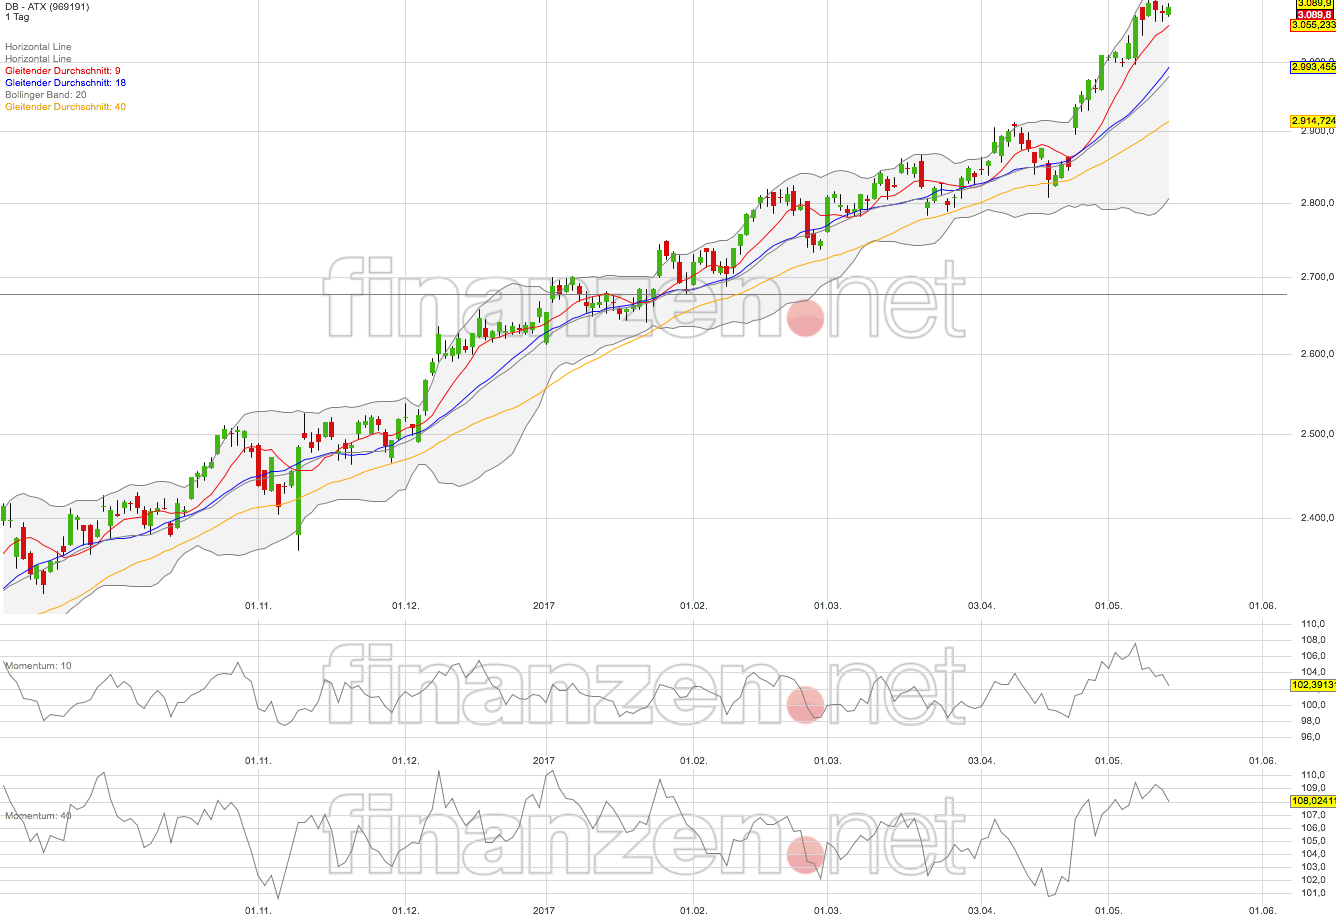 DB - ATX (969191)
1 Tag
Horizontal Line
Horizontal Line
Gleitender Durchschnitt: 9
Gleitender Durchschnitt: 18
Bollinger Band: 20
Gleitender Durchschnitt: 40
3.089,9
3.089,8
3.055,233
2.993,455
2.914,724
2.900,0
2.800,0
2.700,0
2.600,0
2.500,0
2.400,0
finanzen.net
01.11. 01.12. 2017 01.02. 01.03. 03.04. 01.05. 01.06.
Momentum: 10
110,0
108,0
106,0
104,0
102,39131
100,0
98,0
96,0
finanzen.net
01.11. 01.12. 2017 01.02. 01.03. 03.04. 01.05. 01.06.
Momentum: 40
110,0
109,0
108,02411
107,0
106,0
105,0
104,0
103,0
102,0
101,0
finanzen.net
01.11. 01.12. 2017 01.02. 01.03. 03.04. 01.05. 01.06.